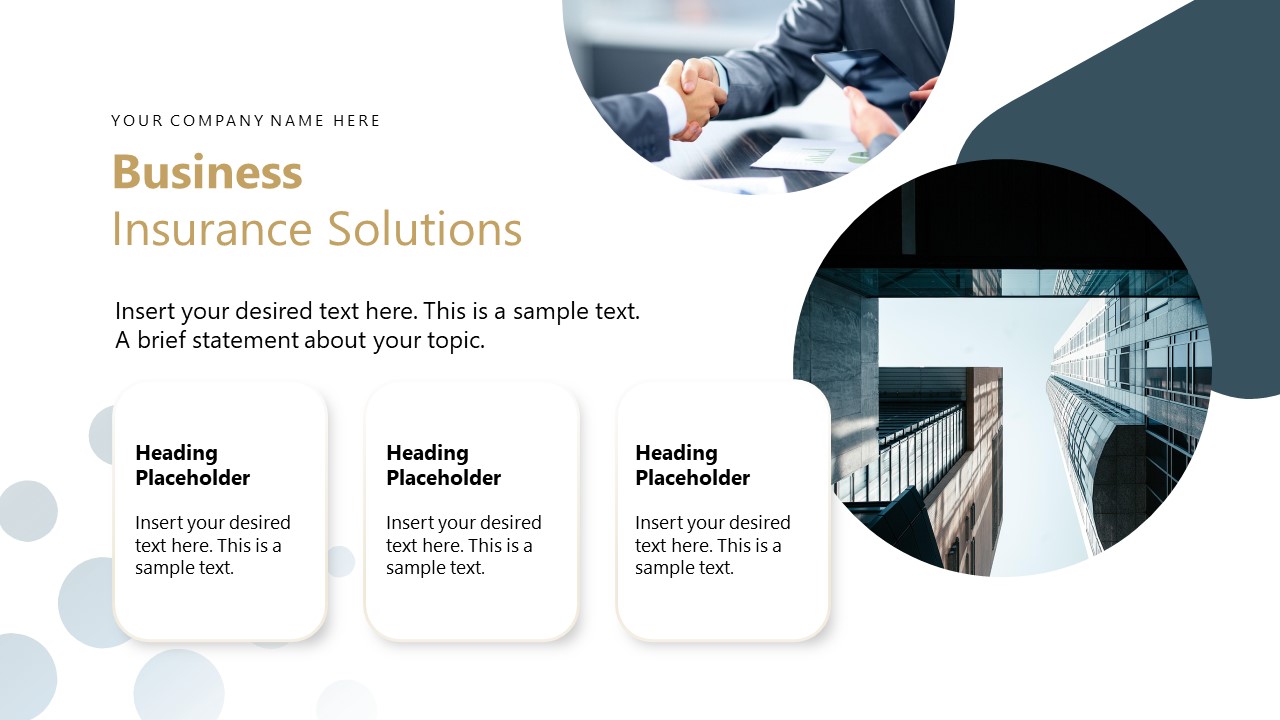 YOUR COMPANY NAME HERE
Business
Insurance Solutions
Insert your desired text here. This is a sample text.
A brief statement about your topic.
Heading
Placeholder
Insert your desired
text here. This is a
sample text.
Heading
Placeholder
Insert your desired
text here. This is a
sample text.
Heading
Placeholder
Insert your desired
text here. This is a
sample text.